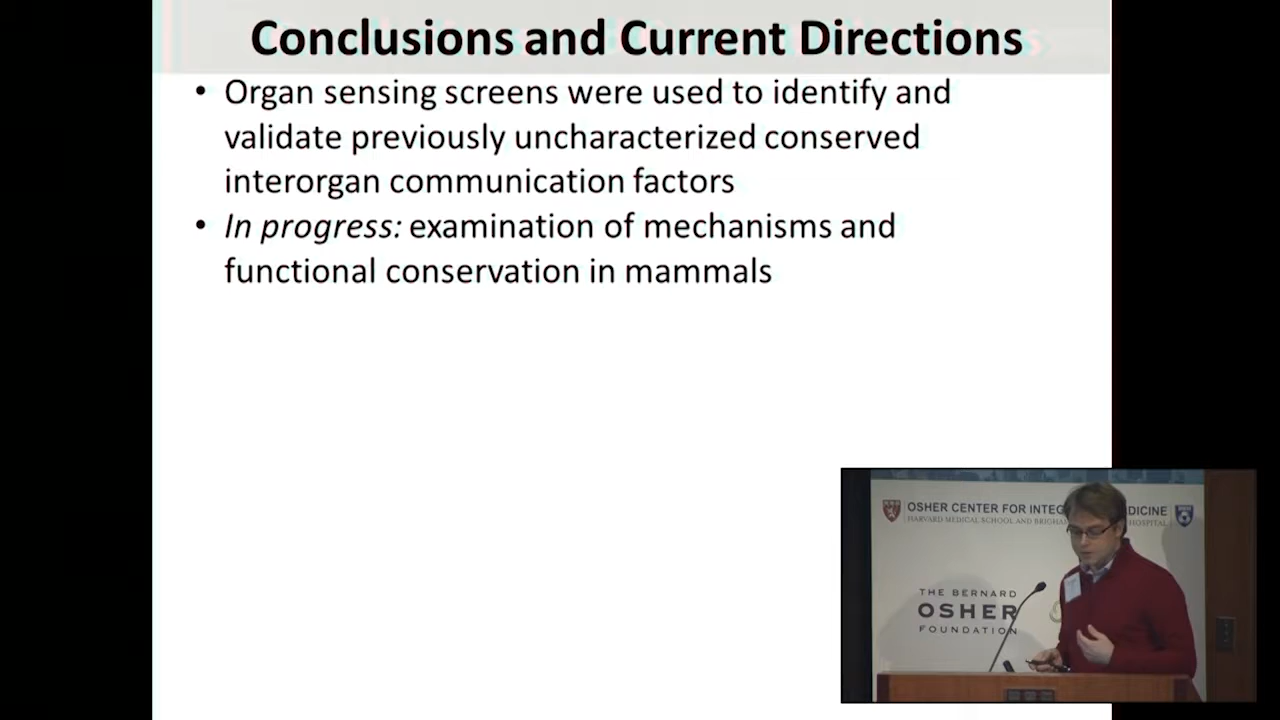 Conclusions and Current Directions
• Organ sensing screens were used to identify and
validate previously uncharacterized conserved
interorgan communication factors
• In progress: examination of mechanisms and
functional conservation in mammals
OSHER CENTER FOR DICINE
HARVARD MEDICAL SCHOOL AND HOSPITAL
THE BERNARD
OSHER
FOUNDATION